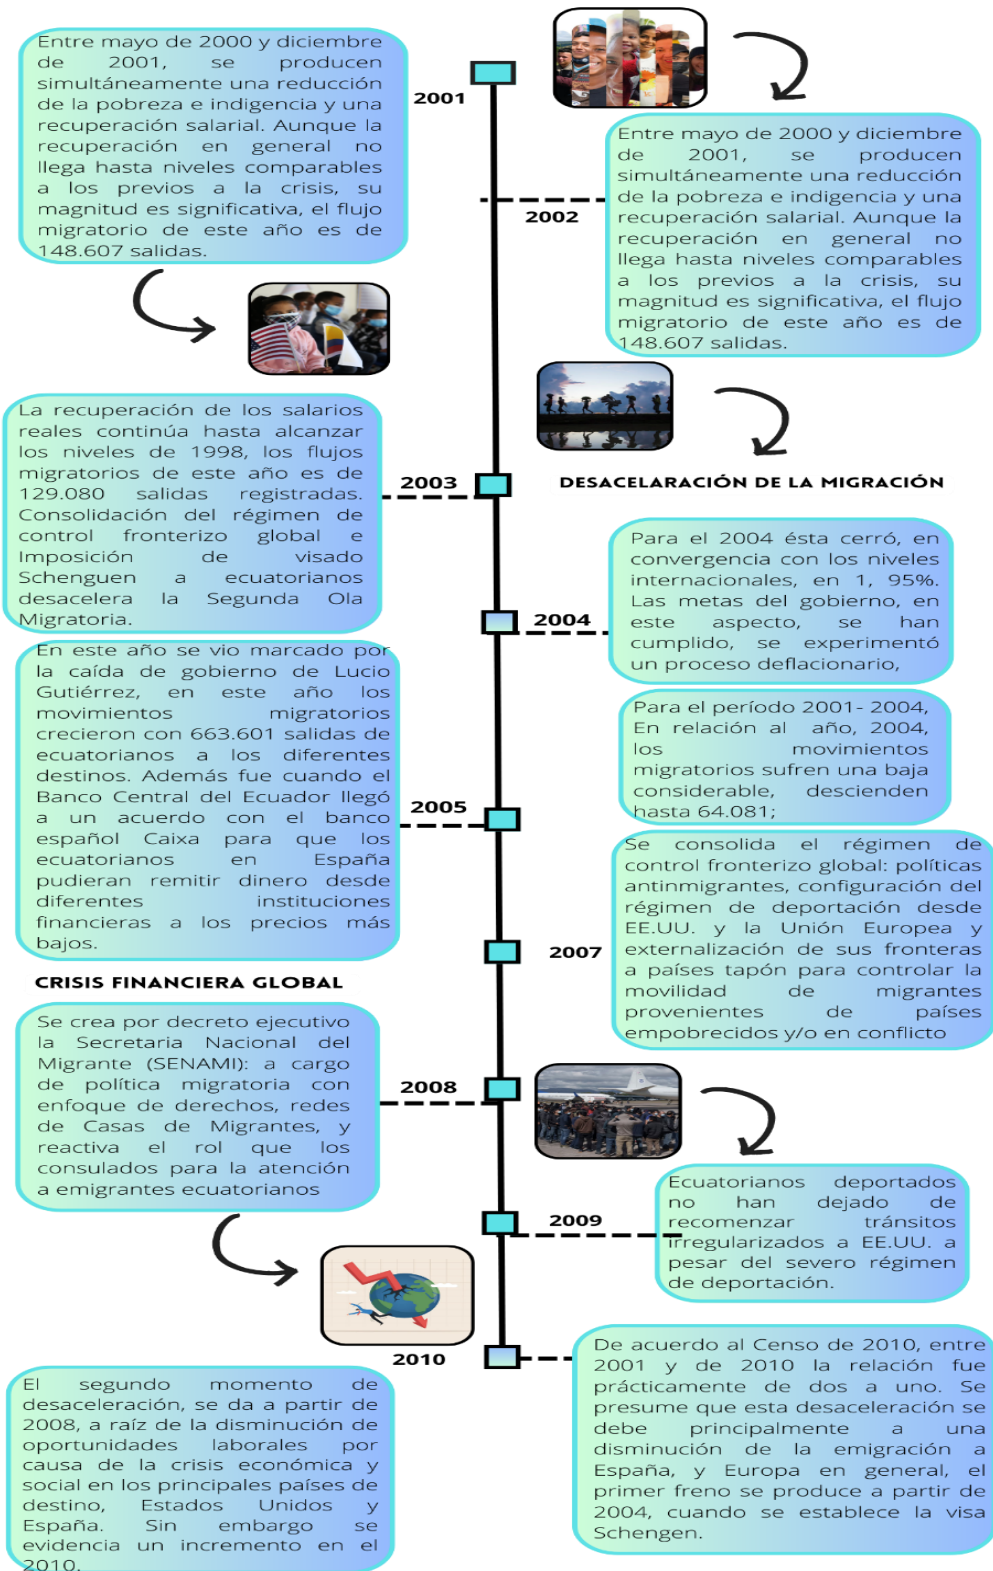 Entre mayo de 2000 y diciembre
de 2001, se producen
simultáneamente una reducción
de la pobreza e indigencia y una
recuperación salarial. Aunque la
recuperación en general no
llega hasta niveles comparables
a los previos a la crisis, su
magnitud es significativa, el flujo
migratorio de este año es de
148.607 salidas.
2001
Entre mayo de 2000 y diciembre
de 2001, se producen
simultáneamente una reducción
de la pobreza e indigencia y una
recuperación salarial. Aunque la
recuperación en general no
llega hasta niveles comparables
a los previos a la crisis, su
magnitud es significativa, el flujo
migratorio de este año es de
148.607 salidas.
2002
La recuperación de los salarios
reales continúa hasta alcanzar
los niveles de 1998, los flujos
migratorios de este año es de
129.080 salidas registradas.
Consolidación del régimen de
control fronterizo global e
Imposición de visado
Schenguen a ecuatorianos
desacelera la Segunda Ola
Migratoria.
2003
DESACELARACIÓN DE LA MIGRACIÓN
Para el 2004 ésta cerró, en
convergencia con los niveles
internacionales, en 1, 95%.
Las metas del gobierno, en
este aspecto, se han
cumplido, se experimentó
un proceso deflacionario,
2004
Para el período 2001- 2004,
En relación al año, 2004,
los movimientos
migratorios sufren una baja
considerable, descienden
hasta 64.081;
En este año se vio marcado por
la caída de gobierno de Lucio
Gutiérrez, en este año los
movimientos migratorios
crecieron con 663.601 salidas de
ecuatorianos a los diferentes
destinos. Además fue cuando el
Banco Central del Ecuador llegó
a un acuerdo con el banco
español Caixa para que los
ecuatorianos en España
pudieran remitir dinero desde
diferentes instituciones
financieras a los precios más
bajos.
2005
Se consolida el régimen de
control fronterizo global: políticas
antinmigrantes, configuración del
régimen de deportación desde
EE.UU. y la Unión Europea y
externalización de sus fronteras
a países tapón para controlar la
movilidad de migrantes
provenientes de países
empobrecidos y/o en conflicto
2007
CRISIS FINANCIERA GLOBAL
Se crea por decreto ejecutivo
la Secretaria Nacional del
Migrante (SENAMI): a cargo
de política migratoria con
enfoque de derechos, redes
de Casas de Migrantes, y
reactiva el rol que los
consulados para la atención
a emigrantes ecuatorianos
2008
Ecuatorianos deportados
no han dejado de
recomenzar tránsitos
irregularizados a EE.UU. a
pesar del severo régimen
de deportación.
2009
2010
De acuerdo al Censo de 2010, entre
2001 y de 2010 la relación fue
prácticamente de dos a uno. Se
presume que esta desaceleración se
debe principalmente a una
disminución de la emigración a
España, y Europa en general, el
primer freno se produce a partir de
2004, cuando se establece la visa
Schengen.
El segundo momento de
desaceleración, se da a partir de
2008, a raíz de la disminución de
oportunidades laborales por
causa de la crisis económica y
social en los principales países de
destino, Estados Unidos y
España. Sin embargo se
evidencia un incremento en el
2010.